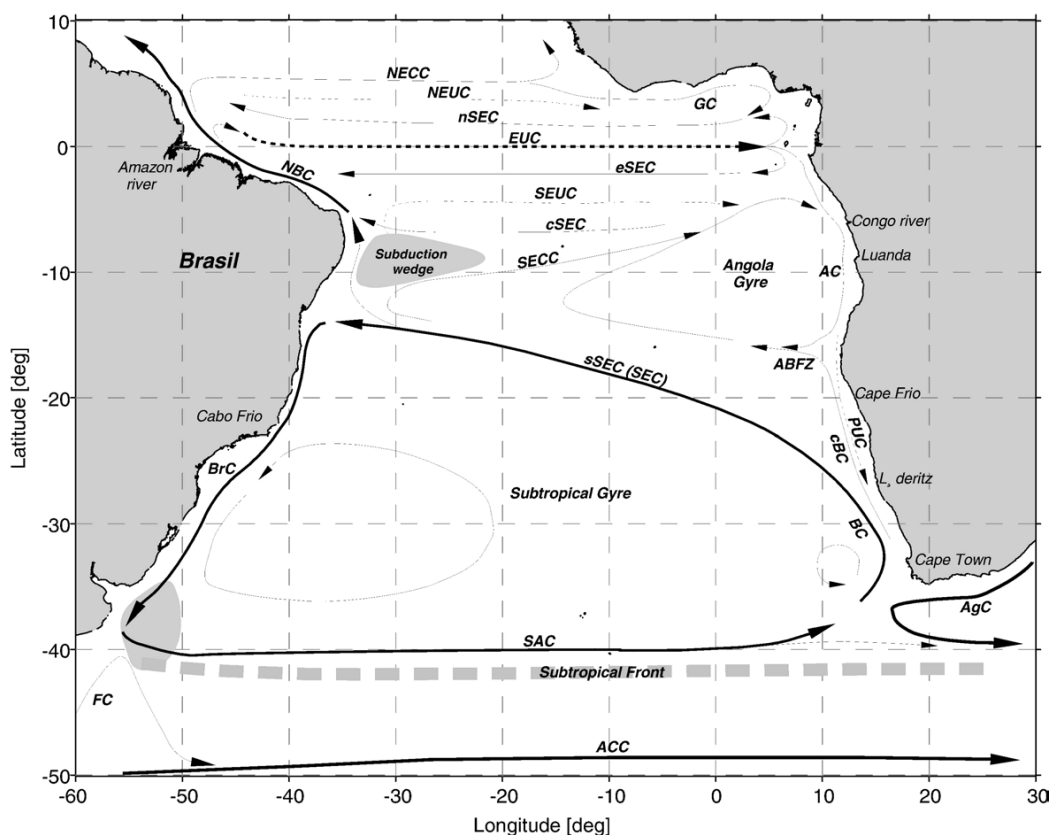 10
NECC
NEUC
GC
nSEC
EUC
0
Amazon
river
NBC
eSEC
SEUC
cSEC
Congo river
Brasil
Subduction
wedge
SECC
Angola
Gyre
AC
Luanda
-10
sSEC (SEC)
ABFZ
Cape Frio
-20
Cabo Frio
PUC
cBC
BrC
Subtropical Gyre
L¸ deritz
BC
-30
Cape Town
AgC
SAC
-40
Subtropical Front
FC
ACC
-50
-60
-50
-40
-30
-20
-10
0
10
20
30
Latitude [deg]
Longitude [deg]